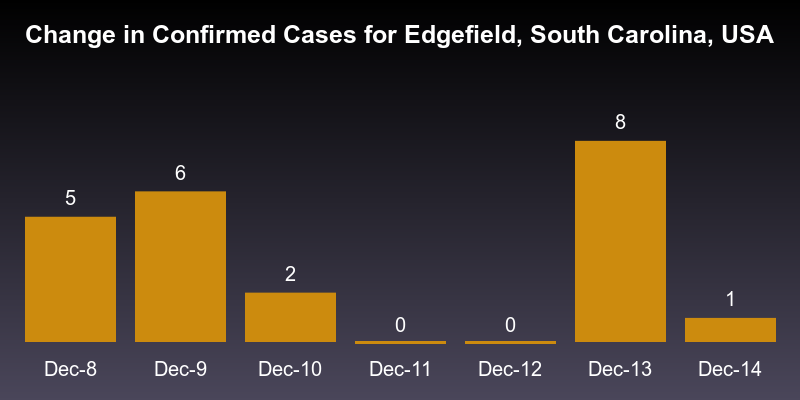 Change in Confirmed Cases for Edgefield, South Carolina, USA
5
6
2
0
0
8
1
Dec-8
Dec-9
Dec-10
Dec-11
Dec-12
Dec-13
Dec-14